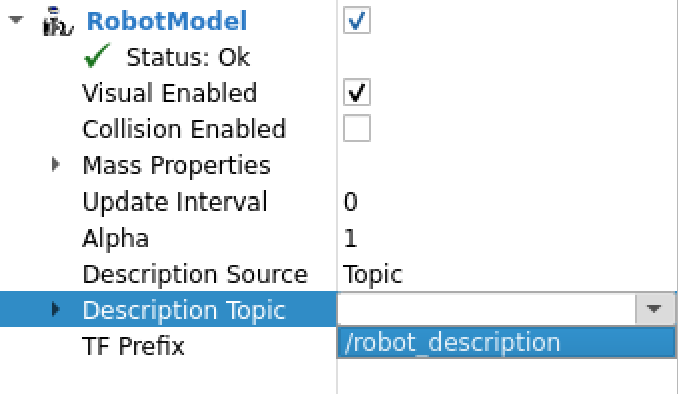 RobotModel
Status: Ok
Visual Enabled
Collision Enabled
Mass Properties
Update Interval 0
Alpha 1
Description Source Topic
Description Topic
/robot_description
TF Prefix